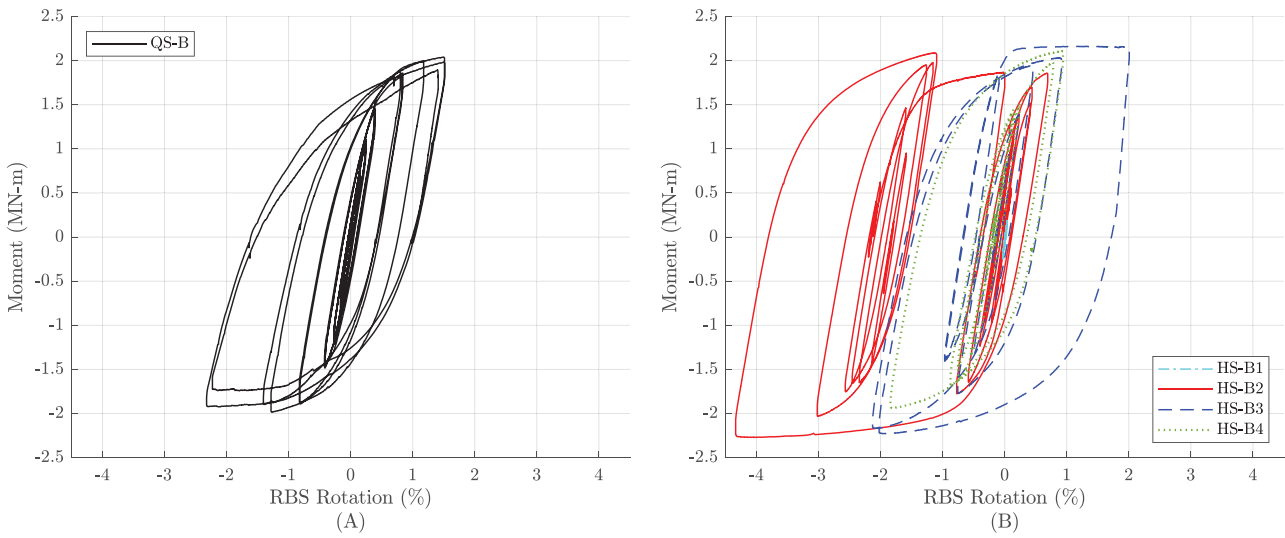 QS-B
Moment (MN-m)
2.5
2
1.5
1
0.5
0
-0.5
-1
-1.5
-2
-2.5
-4 -3 -2 -1 0 1 2 3 4
RBS Rotation (%)
(A)
Moment (MN-m)
2.5
2
1.5
1
0.5
0
-0.5
-1
-1.5
-2
-2.5
HS-B1
HS-B2
HS-B3
HS-B4
-4 -3 -2 -1 0 1 2 3 4
RBS Rotation (%)
(B)